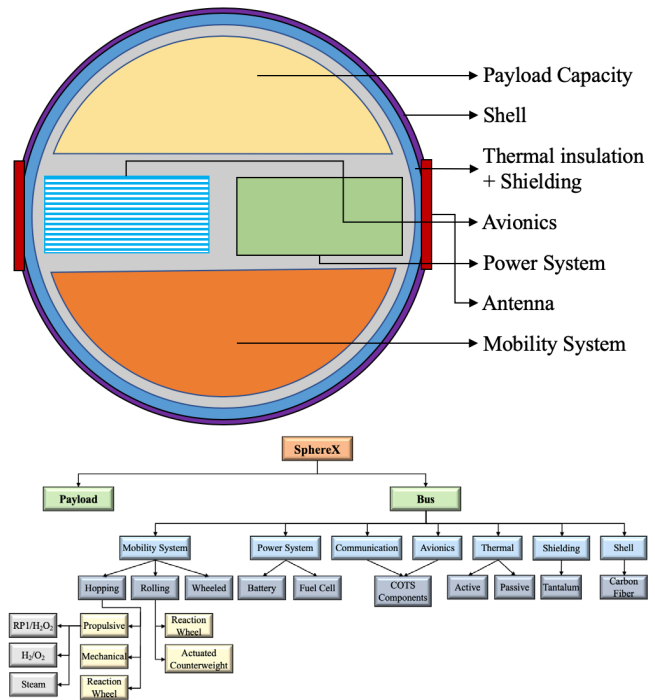 Payload Capacity
Shell
Thermal insulation
+ Shielding
Avionics
Power System
Antenna
Mobility System
SphereX
Payload
Bus
Mobility System
Power System
Communication
Avionics
Thermal
Shielding
Shell
Hopping
Rolling
Wheeled
Battery
Fuel Cell
COTS
Components
Active
Passive
Tantalum
Carbon
Fiber
RP1/H₂O₂
Propulsive
Reaction
Wheel
H₂/O₂
Mechanical
Actuated
Counterweight
Steam
Reaction
Wheel